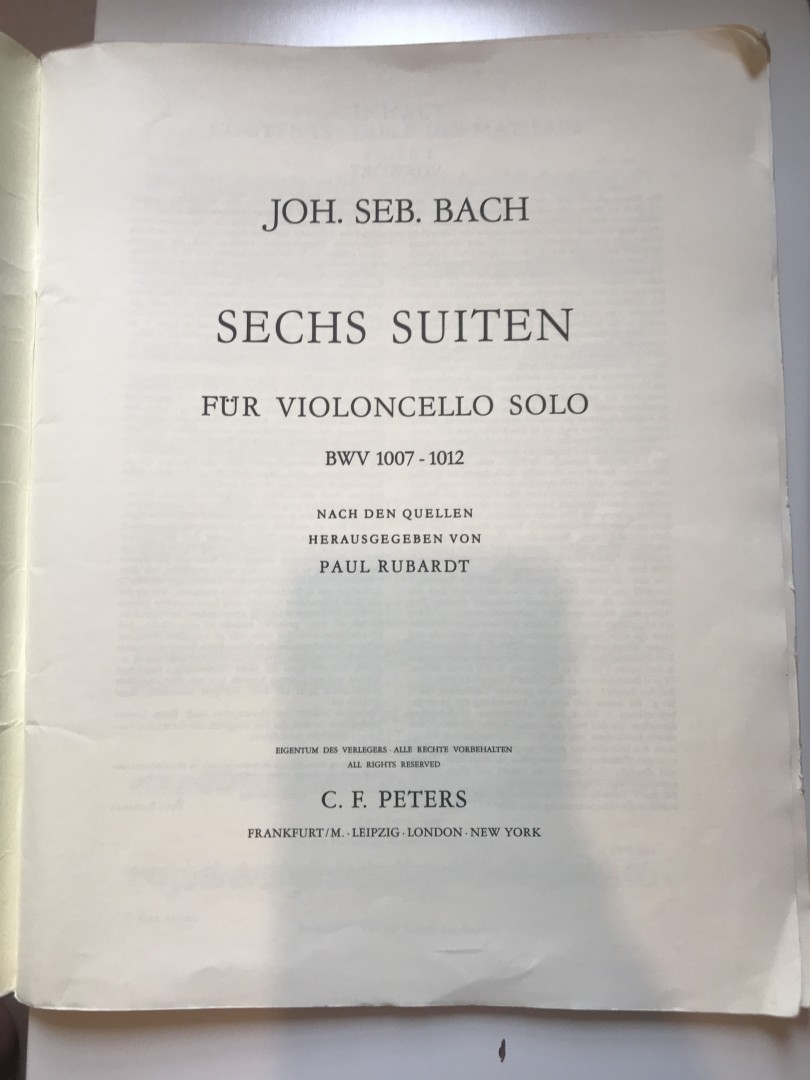 JOH. SEB. BACH
SECHS SUITEN
FÜR VIOLONCELLO SOLO
BWV 1007 - 1012
NACH DEN QUELLEN
HERAUSGEGEBEN VON
PAUL RUBARDT
EIGENTUM DES VERLEGERS · ALLE RECHTE VORBEHALTEN
ALL RIGHTS RESERVED
C. F. PETERS
FRANKFURT/M. · LEIPZIG · LONDON · NEW YORK